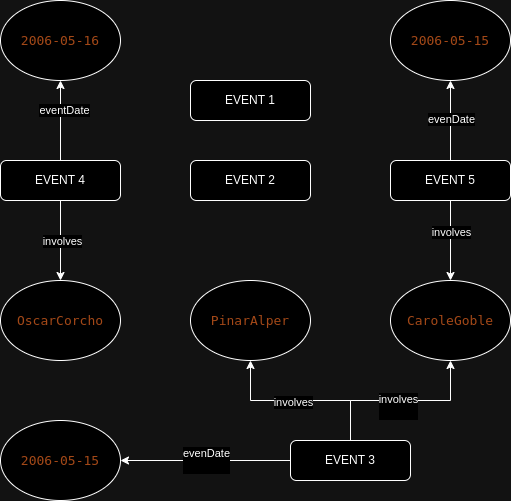 2006-05-16
2006-05-15
eventDate
EVENT 1
evenDate
EVENT 4
EVENT 2
EVENT 5
involves
involves
OscarCorcho
PinarAlper
CaroleGoble
involves
involves
2006-05-15
evenDate
EVENT 3